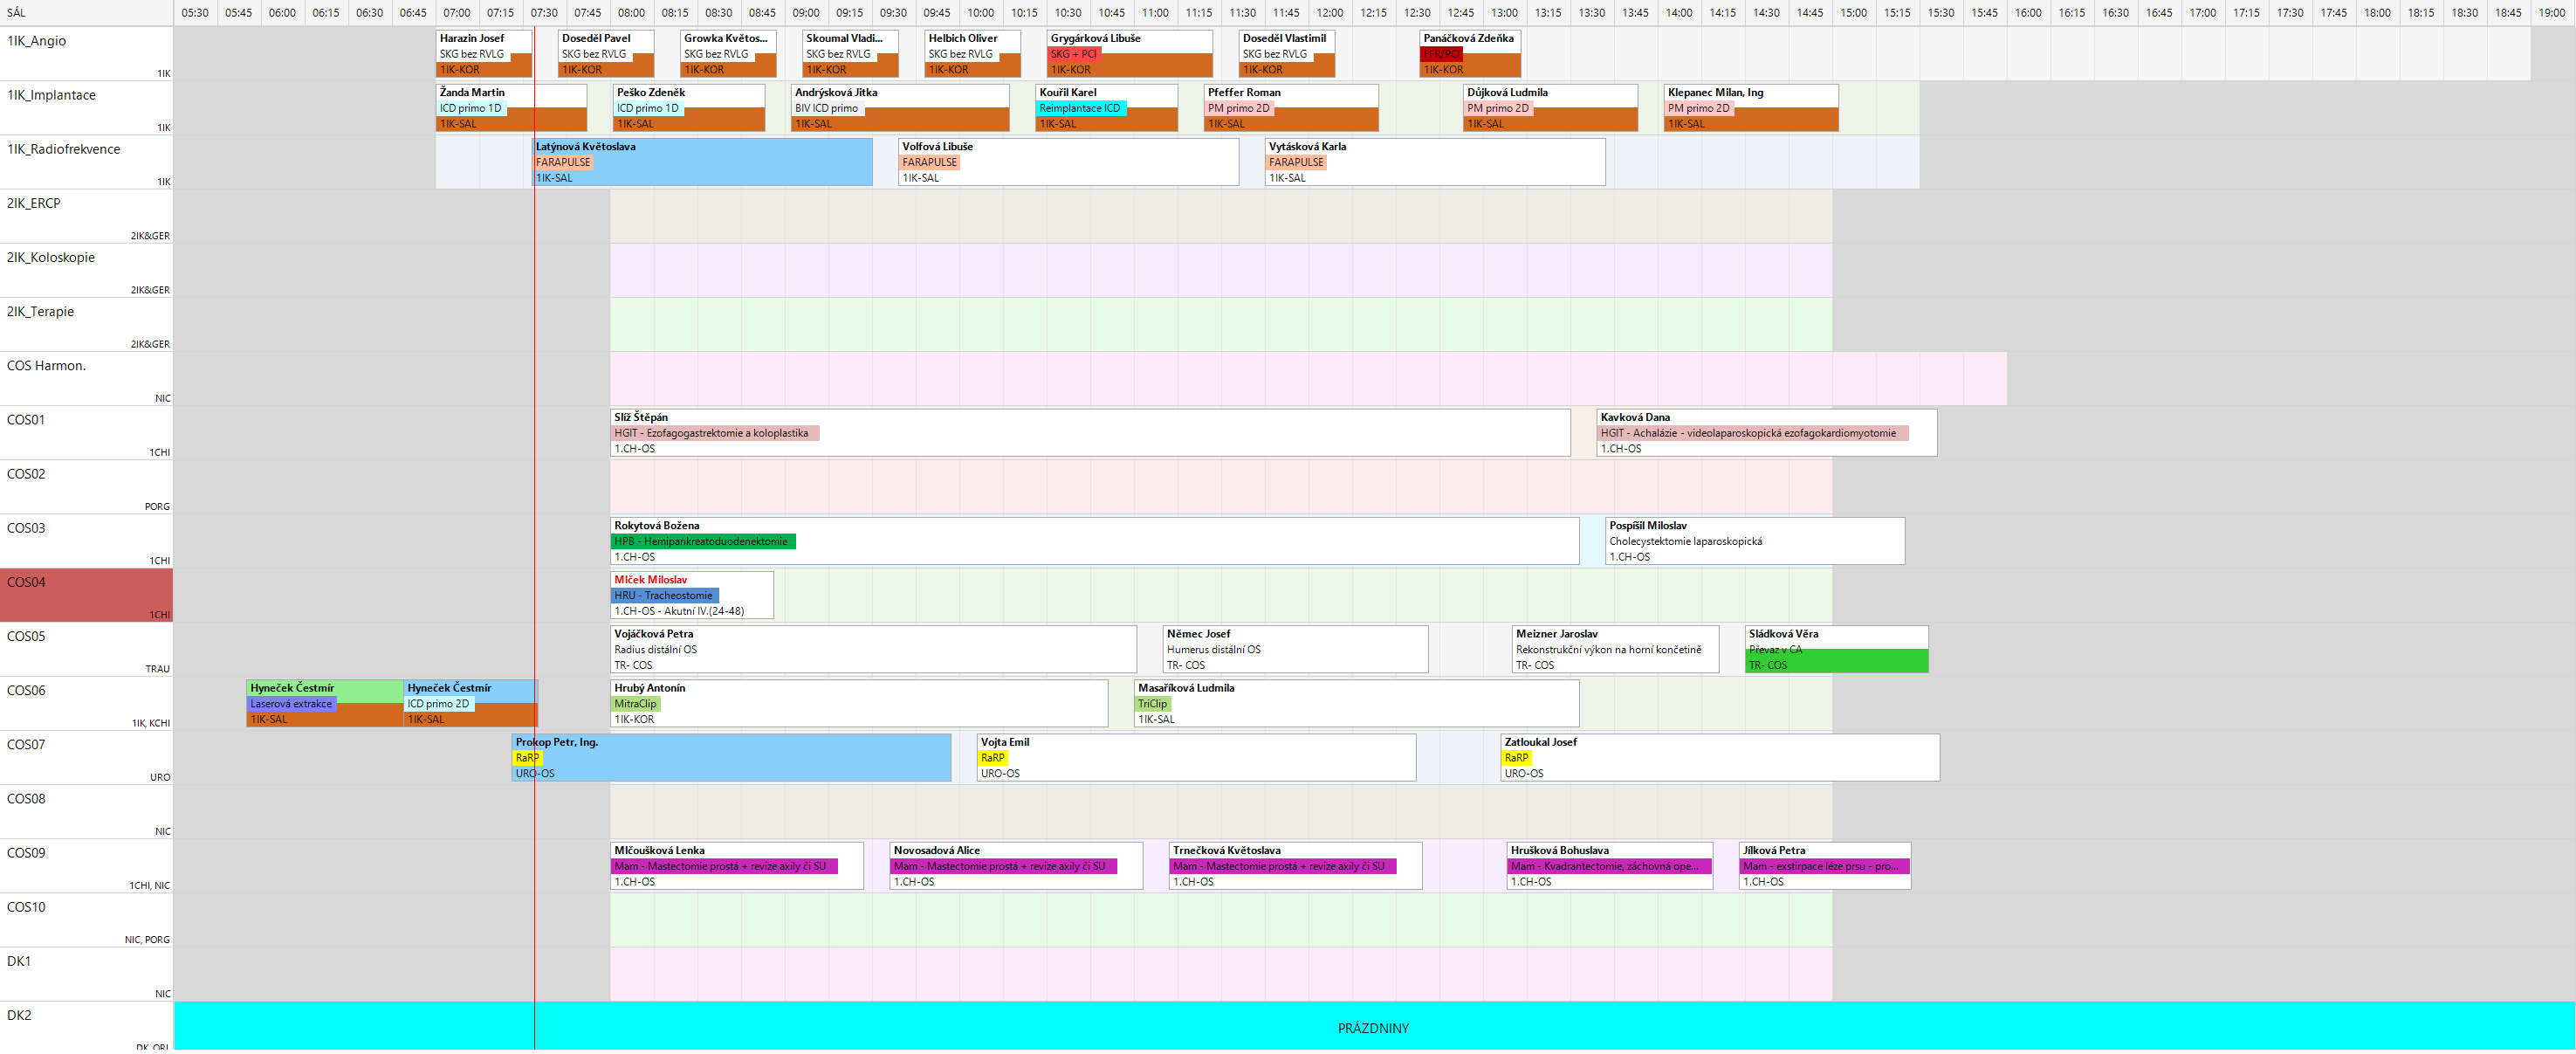 SÁL 05:30 05:45 06:00 06:15 06:30 06:45 07:00 07:15 07:30 07:45 08:00 08:15 08:30 08:45 09:00 09:15 09:30 09:45 10:00 10:15 10:30 10:45 11:00 11:15 11:30 11:45 12:00 12:15 12:30 12:45 13:00 13:15 13:30 13:45 14:00 14:15 14:30 14:45 15:00 15:15 15:30 15:45 16:00 16:15 16:30 16:45 17:00 17:15 17:30 17:45 18:00 18:15 18:30 18:45 19:00
1IK_Angio
Harazin Josef Doseděl Pavel Growka Květos... Skoumal Vladi... Helbich Oliver Grygárková Libuše Doseděl Vlastimil Panáčková Zdeňka
SKG bez RVLG SKG bez RVLG SKG bez RVLG SKG bez RVLG SKG bez RVLG SKG + PCI SKG bez RVLG FFR/PCI
1IK-KOR 1IK-KOR 1IK-KOR 1IK-KOR 1IK-KOR 1IK-KOR 1IK-KOR 1IK-KOR
1IK
1IK_Implantace
Žanda Martin Peško Zdeněk Andrýsková Jitka Kouřil Karel Pfeffer Roman Důjková Ludmila Klepanec Milan, Ing
ICD primo 1D ICD primo 1D BIV ICD primo Reimplantace ICD PM primo 2D PM primo 2D PM primo 2D
1IK-SAL 1IK-SAL 1IK-SAL 1IK-SAL 1IK-SAL 1IK-SAL 1IK-SAL
1IK
1IK_Radiofrekvence
Latýnová Květoslava Volfová Libuše Vytásková Karla
FARAPULSE FARAPULSE FARAPULSE
1IK-SAL 1IK-SAL 1IK-SAL
1IK
2IK_ERCP
2IK&GER
2IK_Koloskopie
2IK&GER
2IK_Terapie
2IK&GER
COS Harmon.
NIC
COS01
Slíž Štěpán Kavková Dana
HGIT - Ezofagogastrektomie a koloplastika HGIT - Achalázie - videolaparoskopická ezofagokardiomyotomie
1.CH-OS 1.CH-OS
1CHI
COS02
PORG
COS03
Rokytová Božena Pospíšil Miloslav
HPB - Hemipankreatoduodenektomie Cholecystektomie laparoskopická
1.CH-OS 1.CH-OS
1CHI
COS04
Mlček Miloslav
HRU - Tracheostomie
1.CH-OS - Akutní IV.(24-48)
1CHI
COS05
Vojáčková Petra Němec Josef Meizner Jaroslav Sládková Věra
Radius distální OS Humerus distální OS Rekonstrukční výkon na horní končetině Převaz v CA
TR- COS TR- COS TR- COS TR- COS
TRAU
COS06
Hyneček Čestmír Hyneček Čestmír Hrubý Antonín Masaříková Ludmila
Laserová extrakce ICD primo 2D MitraClip TriClip
1IK-SAL 1IK-SAL 1IK-KOR 1IK-SAL
1IK, KCHI
COS07
Prokop Petr, Ing. Vojta Emil Zatloukal Josef
RaRP RaRP RaRP
URO-OS URO-OS URO-OS
URO
COS08
NIC
COS09
Mlčoušková Lenka Novosadová Alice Trnečková Květoslava Hrušková Bohuslava Jílková Petra
Mam - Mastectomie prostá + revize axily či SU Mam - Mastectomie prostá + revize axily či SU Mam - Mastectomie prostá + revize axily či SU Mam - Kvadrantectomie, záchovná ope... Mam - exstirpace léze prsu - pro...
1.CH-OS 1.CH-OS 1.CH-OS 1.CH-OS 1.CH-OS
1CHI, NIC
COS10
NIC, PORG
DK1
NIC
DK2
PRÁZDNINY
DK, ORL